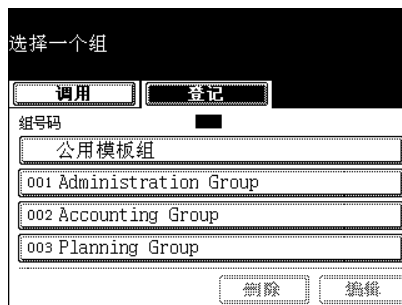 选择一个组
调用 登记
组号码
公用模板组
001 Administration Group
002 Accounting Group
003 Planning Group
删除 编辑